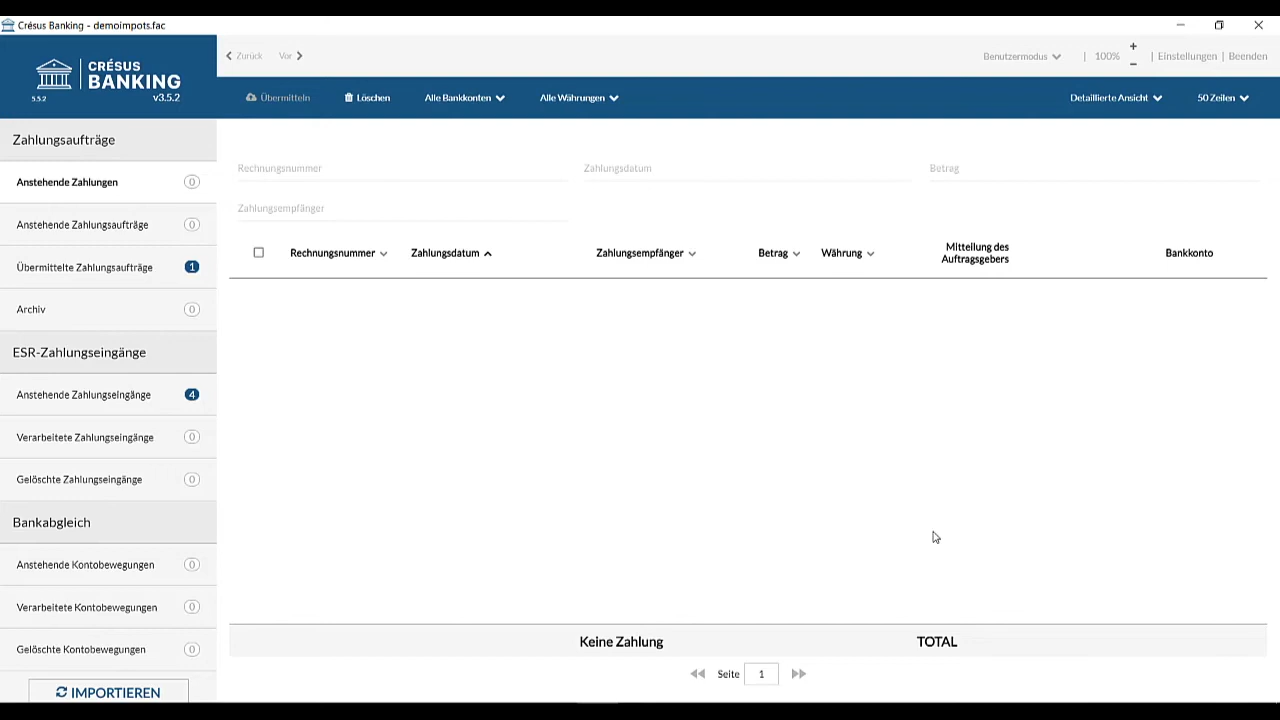 Crésus Banking - demoimpots.fac
CRÉSUS
BANKING
5.5.2
v3.5.2
Zurück
Vor
Benutzermodus
| 100% + −
| Einstellungen | Beenden
Übermitteln
Löschen
Alle Bankkonten
Alle Währungen
Detaillierte Ansicht
50 Zeilen
Zahlungsaufträge
Anstehende Zahlungen 0
Anstehende Zahlungsaufträge 0
Übermittelte Zahlungsaufträge 1
Archiv 0
ESR-Zahlungseingänge
Anstehende Zahlungseingänge 4
Verarbeitete Zahlungseingänge 0
Gelöschte Zahlungseingänge 0
Bankabgleich
Anstehende Kontobewegungen 0
Verarbeitete Kontobewegungen 0
Gelöschte Kontobewegungen 0
IMPORTIEREN
Rechnungsnummer
Zahlungsdatum
Betrag
Zahlungsempfänger
Rechnungsnummer
Zahlungsdatum
Zahlungsempfänger
Betrag
Währung
Mitteilung des
Auftragsgebers
Bankkonto
Keine Zahlung
TOTAL
Seite 1